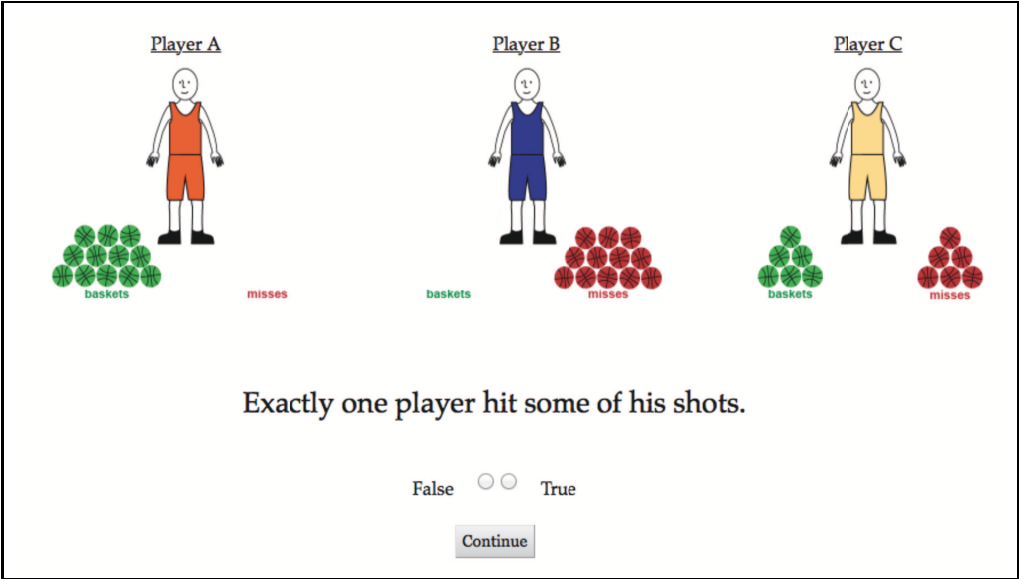 Player A Player B Player C
baskets misses baskets misses baskets misses
Exactly one player hit some of his shots.
False True
Continue